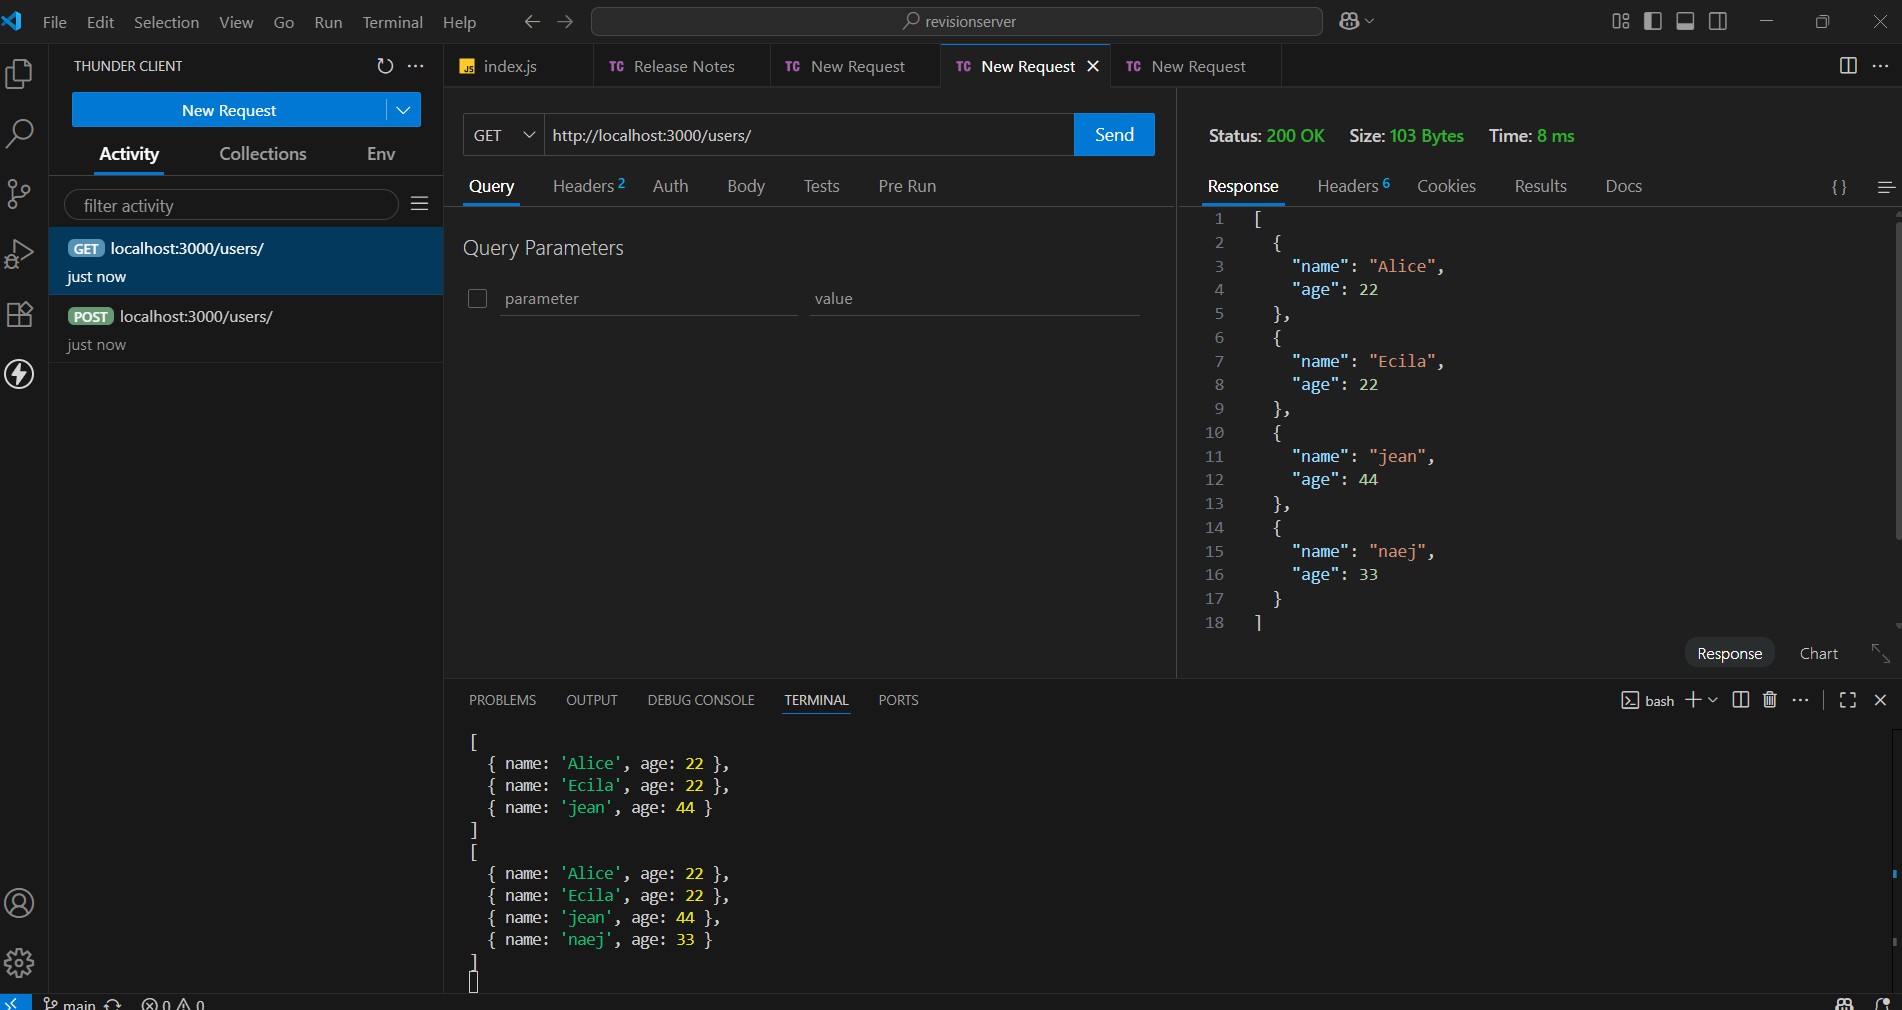 File Edit Selection View Go Run Terminal Help
revisionserver
THUNDER CLIENT
New Request
Activity Collections Env
filter activity
GET localhost:3000/users/
just now
POST localhost:3000/users/
just now
JS index.js
TC Release Notes
TC New Request
TC New Request
TC New Request
GET http://localhost:3000/users/ Send
Query Headers 2 Auth Body Tests Pre Run
Query Parameters
parameter value
Status: 200 OK Size: 103 Bytes Time: 8 ms
Response Headers 6 Cookies Results Docs { }
1 [
2 {
3 "name": "Alice",
4 "age": 22
5 },
6 {
7 "name": "Ecila",
8 "age": 22
9 },
10 {
11 "name": "jean",
12 "age": 44
13 },
14 {
15 "name": "naej",
16 "age": 33
17 }
18 ]
Response Chart
PROBLEMS OUTPUT DEBUG CONSOLE TERMINAL PORTS
bash
[
{ name: 'Alice', age: 22 },
{ name: 'Ecila', age: 22 },
{ name: 'jean', age: 44 }
]
[
{ name: 'Alice', age: 22 },
{ name: 'Ecila', age: 22 },
{ name: 'jean', age: 44 },
{ name: 'naej', age: 33 }
]
main 0 0